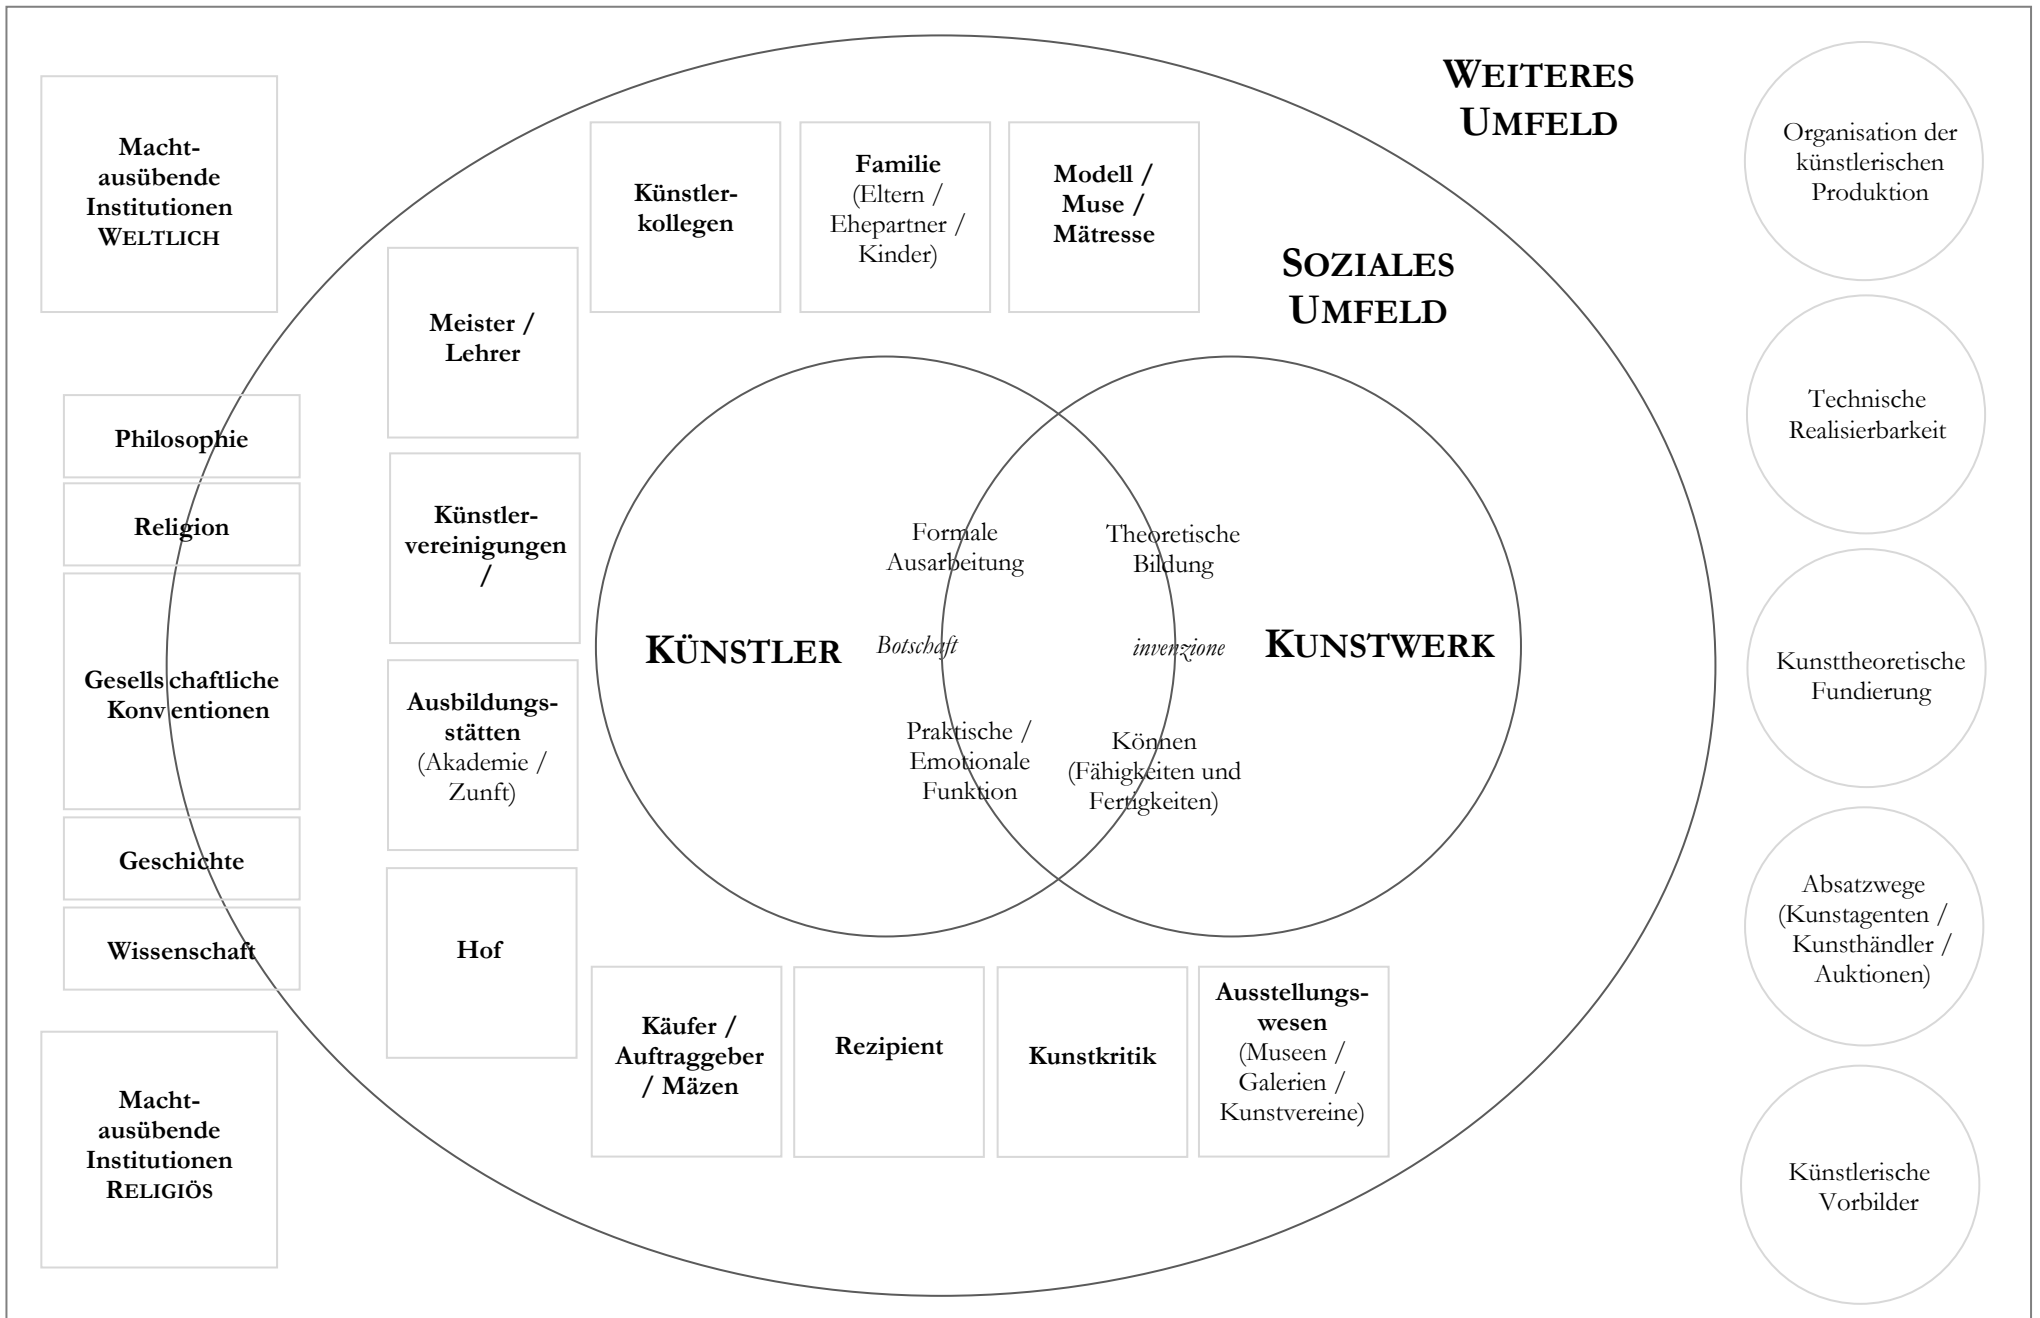 WEITERES
UMFELD
Macht-
ausübende
Institutionen
WELTLICH
Künstler-
kollegen
Familie
(Eltern /
Ehepartner /
Kinder)
Modell /
Muse /
Mätresse
Organisation der
künstlerischen
Produktion
SOZIALES
UMFELD
Meister /
Lehrer
Technische
Realisierbarkeit
Philosophie
Religion
Gesellschaftliche
Konventionen
Geschichte
Wissenschaft
Künstler-
vereinigungen
/
Ausbildungs-
stätten
(Akademie /
Zunft)
Hof
KÜNSTLER
Formale
Ausarbeitung
Botschaft
Praktische /
Emotionale
Funktion
Theoretische
Bildung
invenzione
Können
(Fähigkeiten und
Fertigkeiten)
KUNSTWERK
Kunsttheoretische
Fundierung
Absatzwege
(Kunstagenten /
Kunsthändler /
Auktionen)
Macht-
ausübende
Institutionen
RELIGIÖS
Käufer /
Auftraggeber
/ Mäzen
Rezipient
Kunstkritik
Ausstellungs-
wesen
(Museen /
Galerien /
Kunstvereine)
Künstlerische
Vorbilder